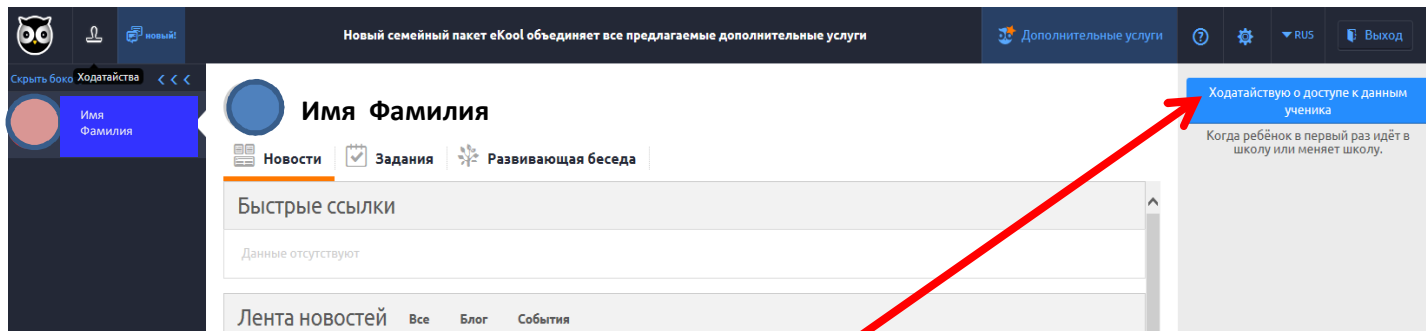 новый!
Новый семейный пакет eKool объединяет все предлагаемые дополнительные услуги
Дополнительные услуги
RUS
Выход
Скрыть боко
Ходатайства
Имя
Фамилия
Имя Фамилия
Новости
Задания
Развивающая беседа
Быстрые ссылки
Данные отсутствуют
Лента новостей
Все
Блог
События
Ходатайствую о доступе к данным
ученика
Когда ребёнок в первый раз идёт в
школу или меняет школу.